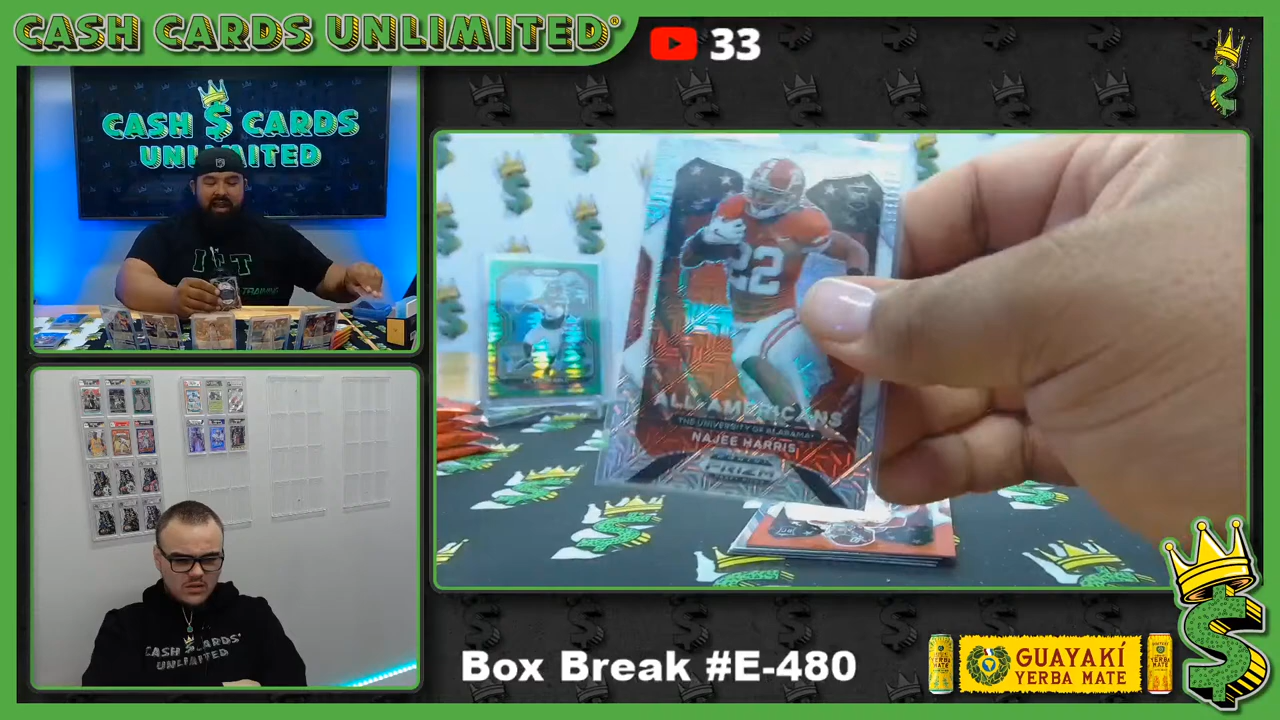 CASH CARDS UNLIMITED®
33
CASH $ CARDS
UNLIMITED
22
ALL-AMERICANS
THE UNIVERSITY OF ALABAMA
NAJEE HARRIS
PRIZM
CASH CARDS
UNLIMITED
TRAINING
Box Break #E-480
GUAYAKÍ
YERBA MATE